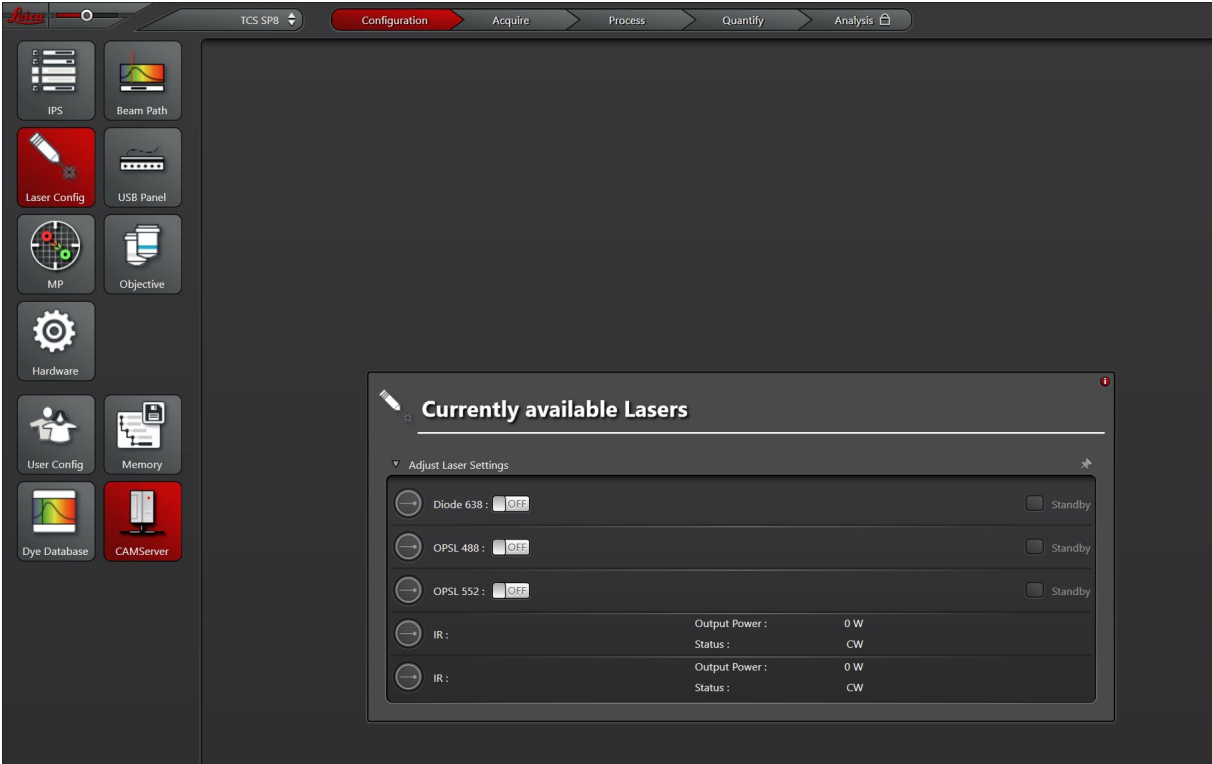 Leica
TCS SP8
Configuration
Acquire
Process
Quantify
Analysis
IPS
Beam Path
Laser Config
USB Panel
MP
Objective
Hardware
User Config
Memory
Dye Database
CAMServer
Currently available Lasers
Adjust Laser Settings
Diode 638 : OFF Standby
OPSL 488 : OFF Standby
OPSL 552 : OFF Standby
IR : Output Power : 0 W
Status : CW
IR : Output Power : 0 W
Status : CW